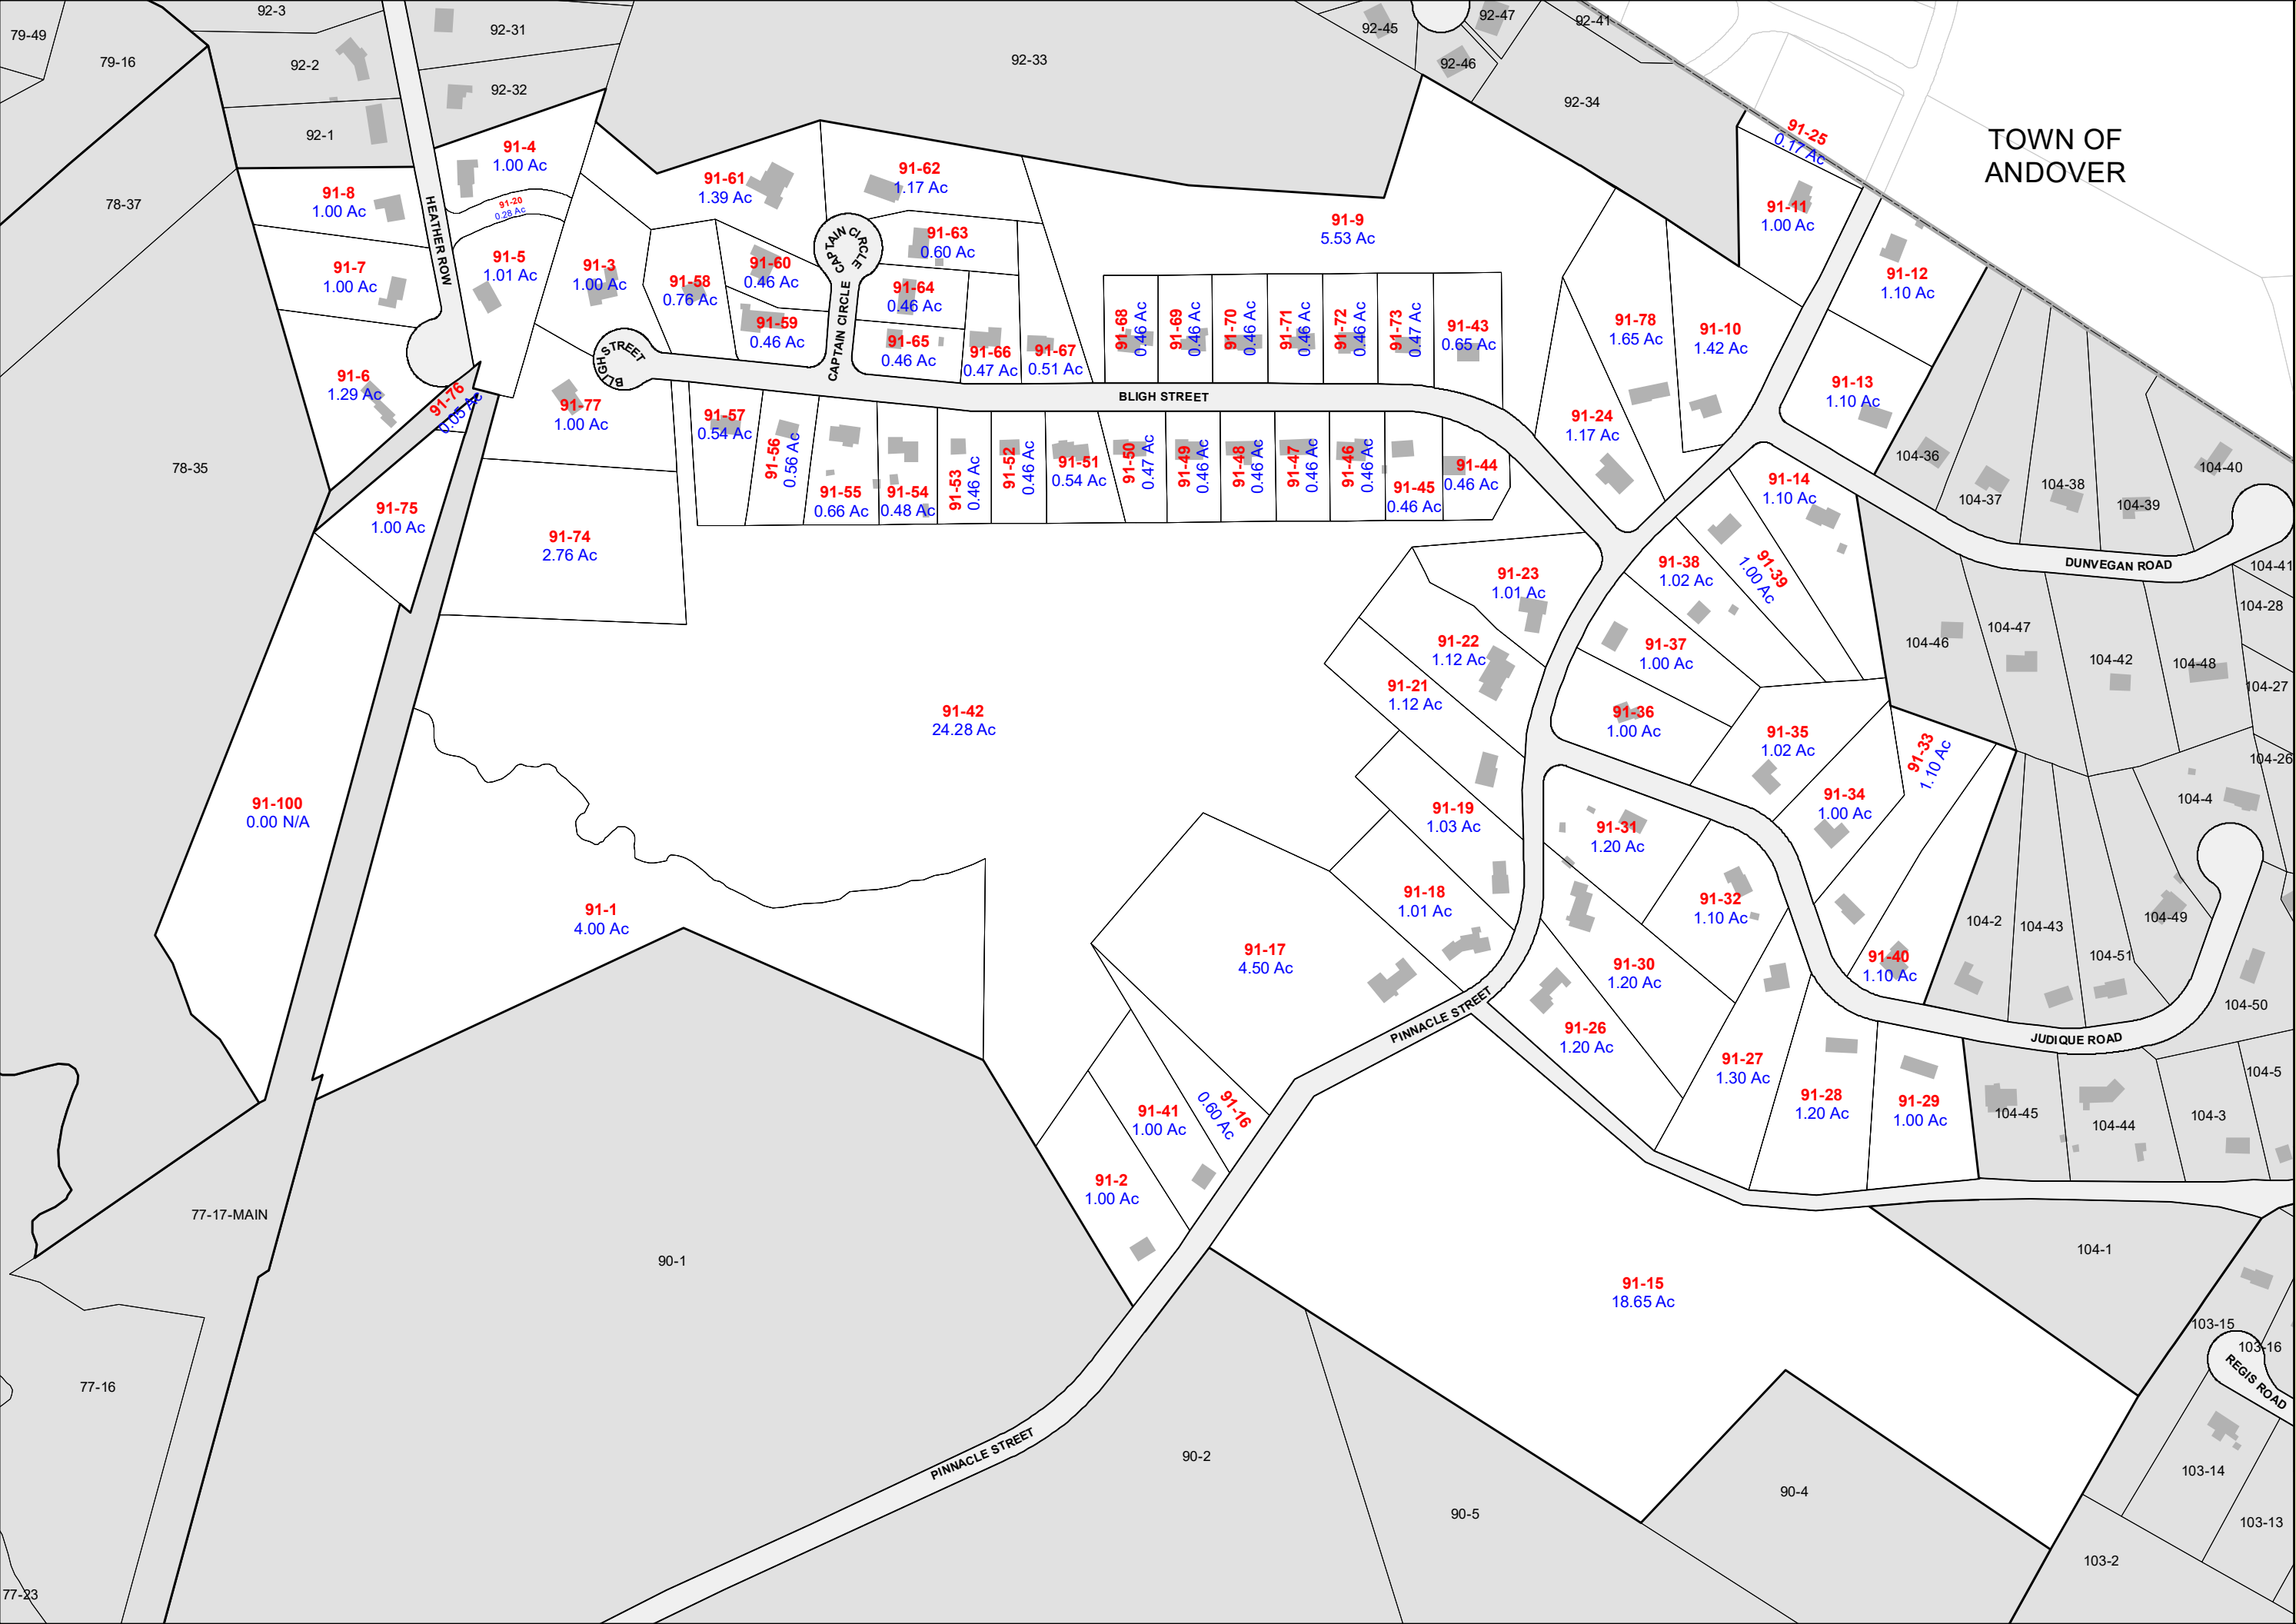 92-3
79-49
79-16
92-31
92-2
92-32
92-1
92-33
92-45
92-47
92-41
92-46
92-34
TOWN OF
ANDOVER
91-25
0.17 Ac
91-4
1.00 Ac
91-8
1.00 Ac
78-37
91-20
0.28 Ac
HEATHER ROW
91-7
1.00 Ac
91-5
1.01 Ac
91-3
1.00 Ac
91-61
1.39 Ac
91-62
1.17 Ac
91-63
0.60 Ac
91-58
0.76 Ac
91-60
0.46 Ac
91-59
0.46 Ac
CAPTAIN CIRCLE
CAPTAIN CIRCLE
91-64
0.46 Ac
91-65
0.46 Ac
91-66
0.47 Ac
91-67
0.51 Ac
91-9
5.53 Ac
91-68
0.46 Ac
91-69
0.46 Ac
91-70
0.46 Ac
91-71
0.46 Ac
91-72
0.46 Ac
91-73
0.47 Ac
91-43
0.65 Ac
91-78
1.65 Ac
91-10
1.42 Ac
91-11
1.00 Ac
91-12
1.10 Ac
91-13
1.10 Ac
91-24
1.17 Ac
91-6
1.29 Ac
91-76
0.05 Ac
BLIGH STREET
BLIGH STREET
91-77
1.00 Ac
91-57
0.54 Ac
91-56
0.56 Ac
91-55
0.66 Ac
91-54
0.48 Ac
91-53
0.46 Ac
91-52
0.46 Ac
91-51
0.54 Ac
91-50
0.47 Ac
91-49
0.46 Ac
91-48
0.46 Ac
91-47
0.46 Ac
91-46
0.46 Ac
91-45
0.46 Ac
91-44
0.46 Ac
91-14
1.10 Ac
104-36
104-37
104-38
104-39
104-40
78-35
91-75
1.00 Ac
91-74
2.76 Ac
91-23
1.01 Ac
91-38
1.02 Ac
91-39
1.00 Ac
DUNVEGAN ROAD
104-41
104-28
91-22
1.12 Ac
91-37
1.00 Ac
104-46
104-47
104-42
104-48
104-27
91-21
1.12 Ac
91-42
24.28 Ac
91-36
1.00 Ac
91-35
1.02 Ac
91-33
1.10 Ac
104-26
104-4
91-100
0.00 N/A
91-19
1.03 Ac
91-31
1.20 Ac
91-34
1.00 Ac
91-1
4.00 Ac
91-18
1.01 Ac
91-32
1.10 Ac
104-2
104-43
104-49
91-17
4.50 Ac
91-30
1.20 Ac
91-40
1.10 Ac
104-51
104-50
PINNACLE STREET
91-26
1.20 Ac
JUDIQUE ROAD
91-27
1.30 Ac
91-28
1.20 Ac
91-29
1.00 Ac
104-45
104-44
104-3
104-5
91-41
1.00 Ac
91-16
0.60 Ac
91-2
1.00 Ac
77-17-MAIN
90-1
104-1
91-15
18.65 Ac
103-15
103-16
REGIS ROAD
77-16
PINNACLE STREET
90-2
103-14
90-4
90-5
103-13
103-2
77-23